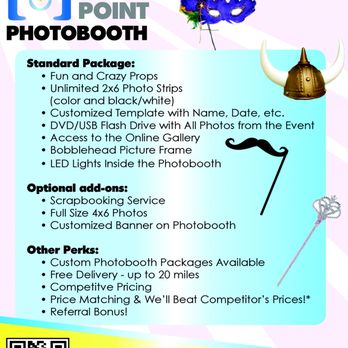 POINT
PHOTOBOOTH
Standard Package:
• Fun and Crazy Props
• Unlimited 2x6 Photo Strips
(color and black/white)
• Customized Template with Name, Date, etc.
• DVD/USB Flash Drive with All Photos from the Event
• Access to the Online Gallery
• Bobblehead Picture Frame
• LED Lights Inside the Photobooth
Optional add-ons:
• Scrapbooking Service
• Full Size 4x6 Photos
• Customized Banner on Photobooth
Other Perks:
• Custom Photobooth Packages Available
• Free Delivery - up to 20 miles
• Competitve Pricing
• Price Matching & We'll Beat Competitor's Prices!*
• Referral Bonus!